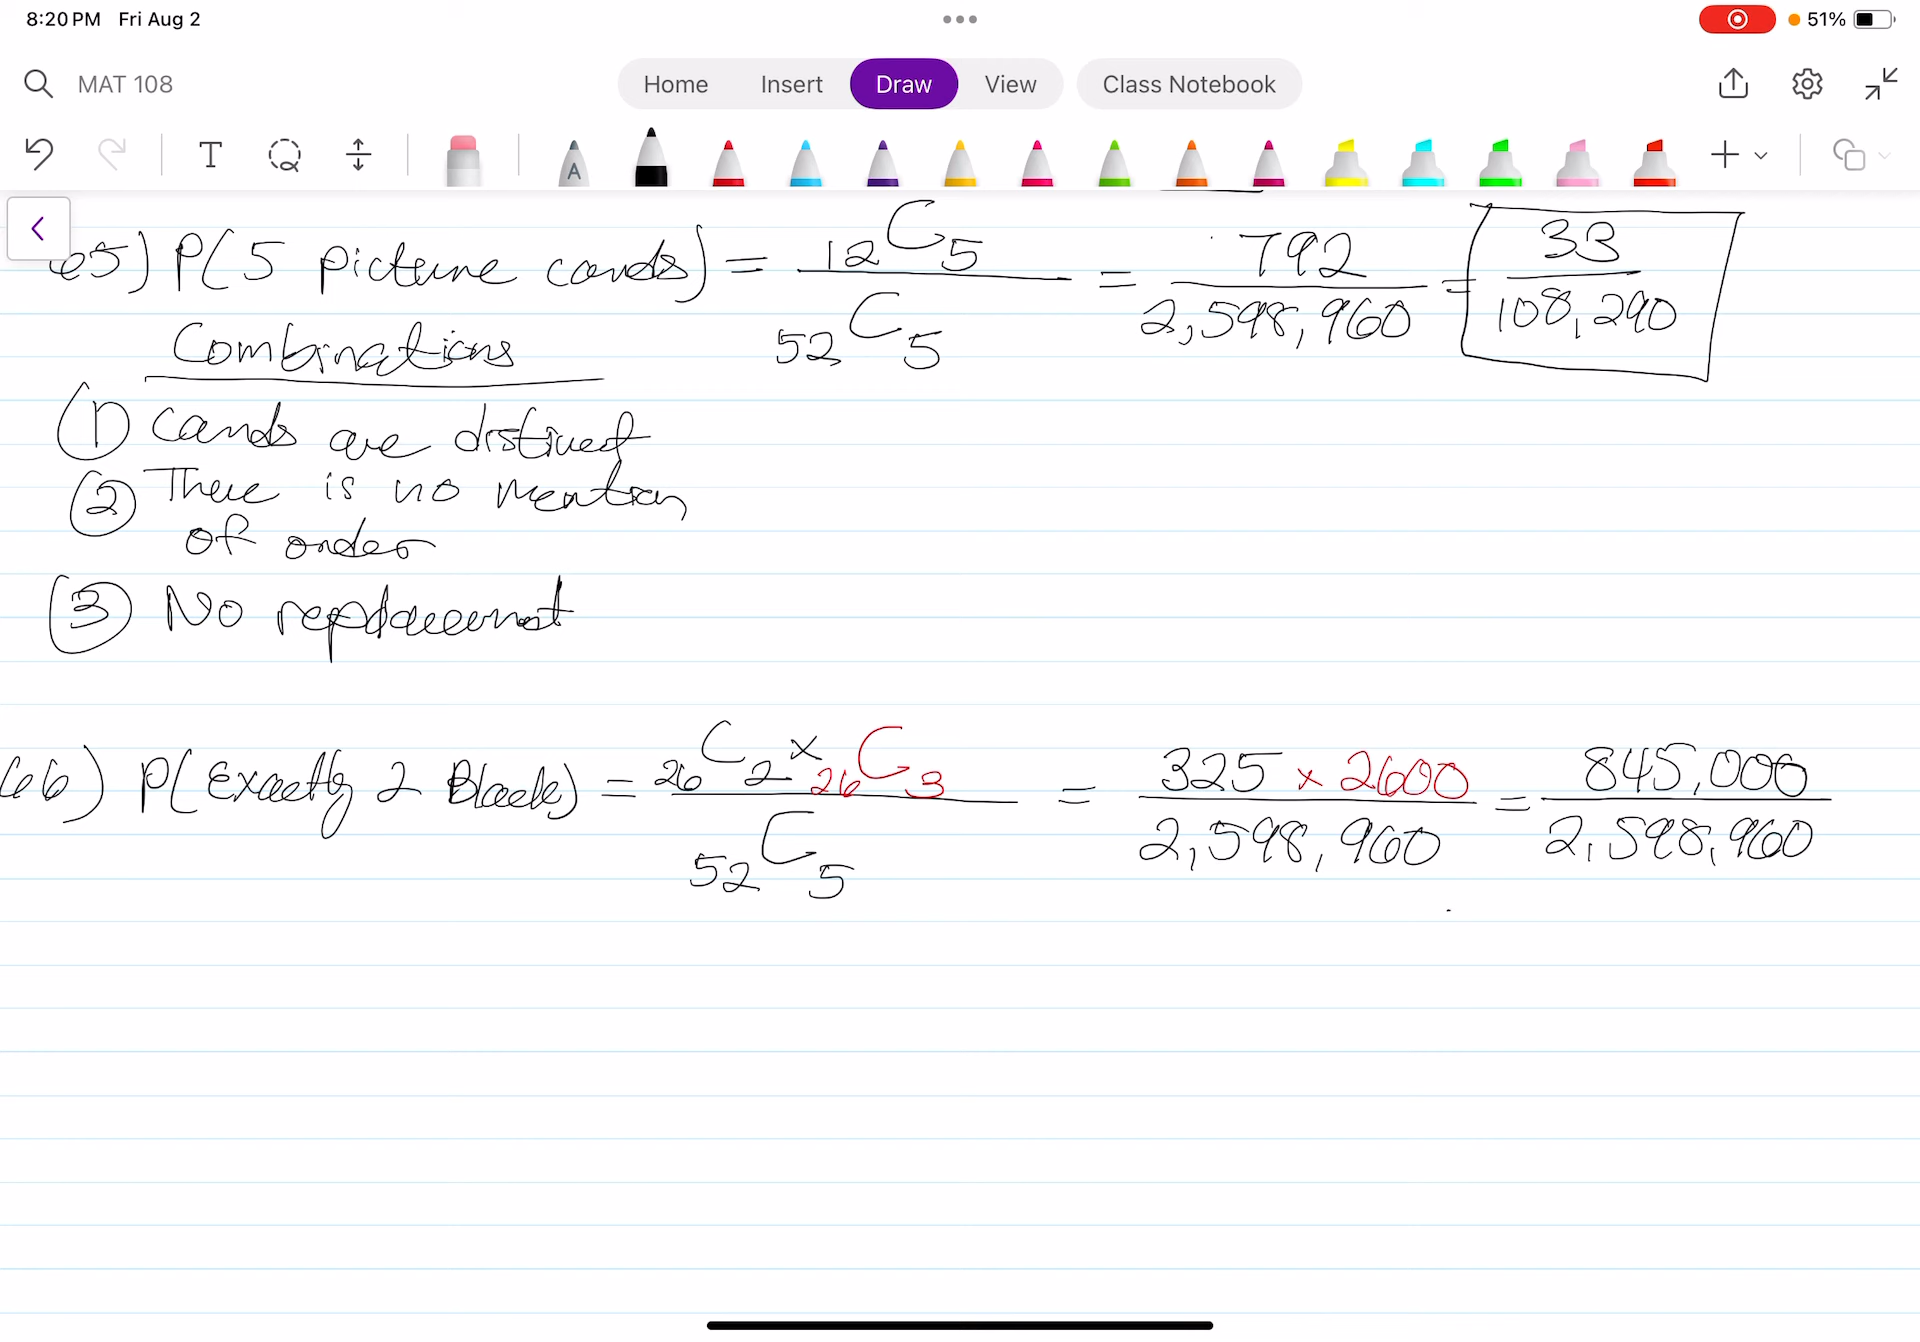 8:20 PM Fri Aug 2
51%
MAT 108
Home Insert Draw View Class Notebook
T A
65) P(5 picture cards) = 12C5 / 52C5 = 792 / 2,598,960 = 33 / 108,290
Combinations
① Cards are distinct
② There is no mention
of order
③ No replacement
66) P(Exactly 2 Black) = 26C2 × 26C3 / 52C5 = 325 × 2600 / 2,598,960 = 845,000 / 2,598,960